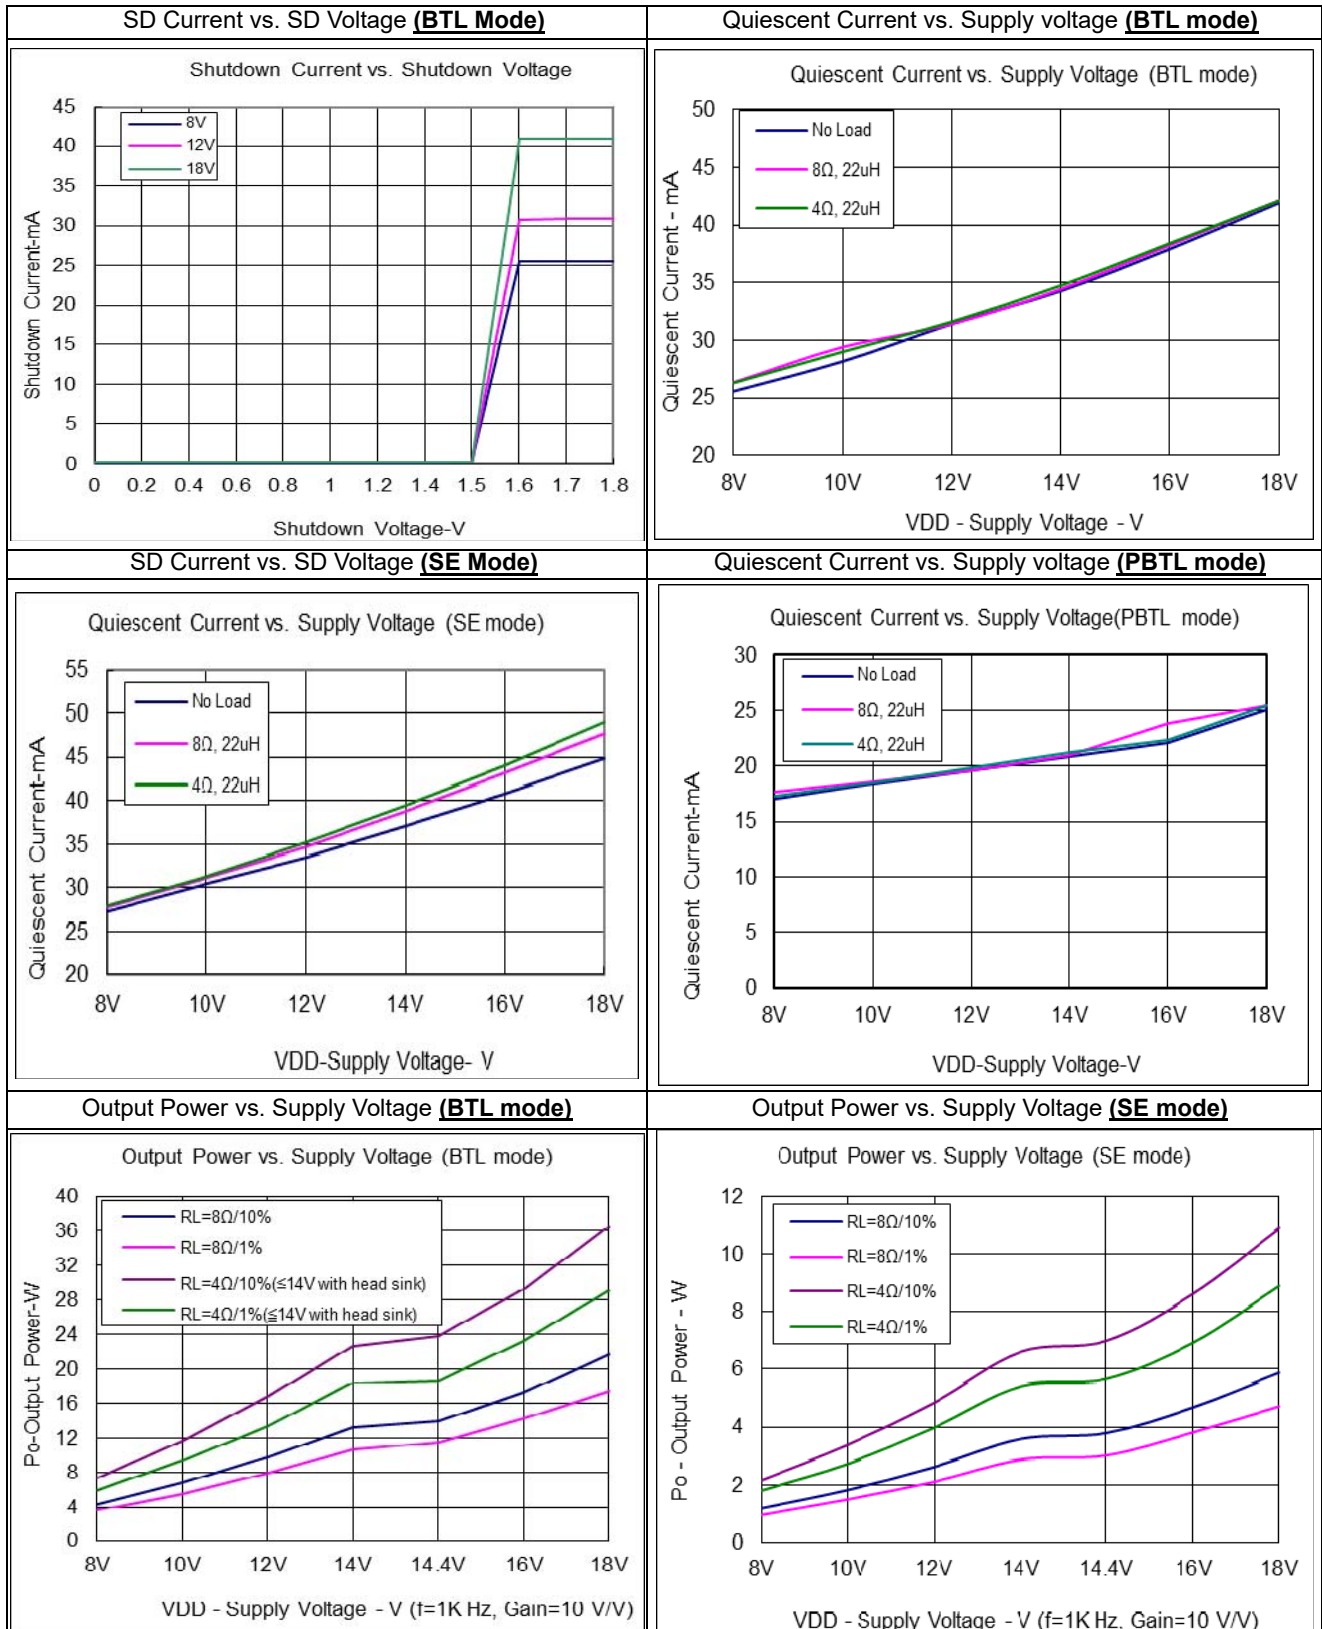 SD Current vs. SD Voltage (BTL Mode)
Quiescent Current vs. Supply voltage (BTL mode)
Shutdown Current vs. Shutdown Voltage
45
40
35
30
25
20
15
10
5
0
8V
12V
18V
Shutdown Current-mA
0 0.2 0.4 0.6 0.8 1 1.2 1.4 1.5 1.6 1.7 1.8
Shutdown Voltage-V
Quiescent Current vs. Supply Voltage (BTL mode)
50
45
40
35
30
25
20
No Load
8Ω, 22uH
4Ω, 22uH
Quiescent Current - mA
8V 10V 12V 14V 16V 18V
VDD - Supply Voltage - V
SD Current vs. SD Voltage (SE Mode)
Quiescent Current vs. Supply voltage (PBTL mode)
Quiescent Current vs. Supply Voltage (SE mode)
55
50
45
40
35
30
25
20
No Load
8Ω, 22uH
4Ω, 22uH
Quiescent Current-mA
8V 10V 12V 14V 16V 18V
VDD-Supply Voltage- V
Quiescent Current vs. Supply Voltage(PBTL mode)
30
25
20
15
10
5
0
No Load
8Ω, 22uH
4Ω, 22uH
Quiescent Current-mA
8V 10V 12V 14V 16V 18V
VDD-Supply Voltage-V
Output Power vs. Supply Voltage (BTL mode)
Output Power vs. Supply Voltage (SE mode)
Output Power vs. Supply Voltage (BTL mode)
40
36
32
28
24
20
16
12
8
4
0
RL=8Ω/10%
RL=8Ω/1%
RL=4Ω/10%(≦14V with head sink)
RL=4Ω/1%(≦14V with head sink)
Po-Output Power-W
8V 10V 12V 14V 14.4V 16V 18V
VDD - Supply Voltage - V (f=1K Hz, Gain=10 V/V)
Output Power vs. Supply Voltage (SE mode)
12
10
8
6
4
2
0
RL=8Ω/10%
RL=8Ω/1%
RL=4Ω/10%
RL=4Ω/1%
Po - Output Power - W
8V 10V 12V 14V 14.4V 16V 18V
VDD - Supply Voltage - V (f=1K Hz, Gain=10 V/V)